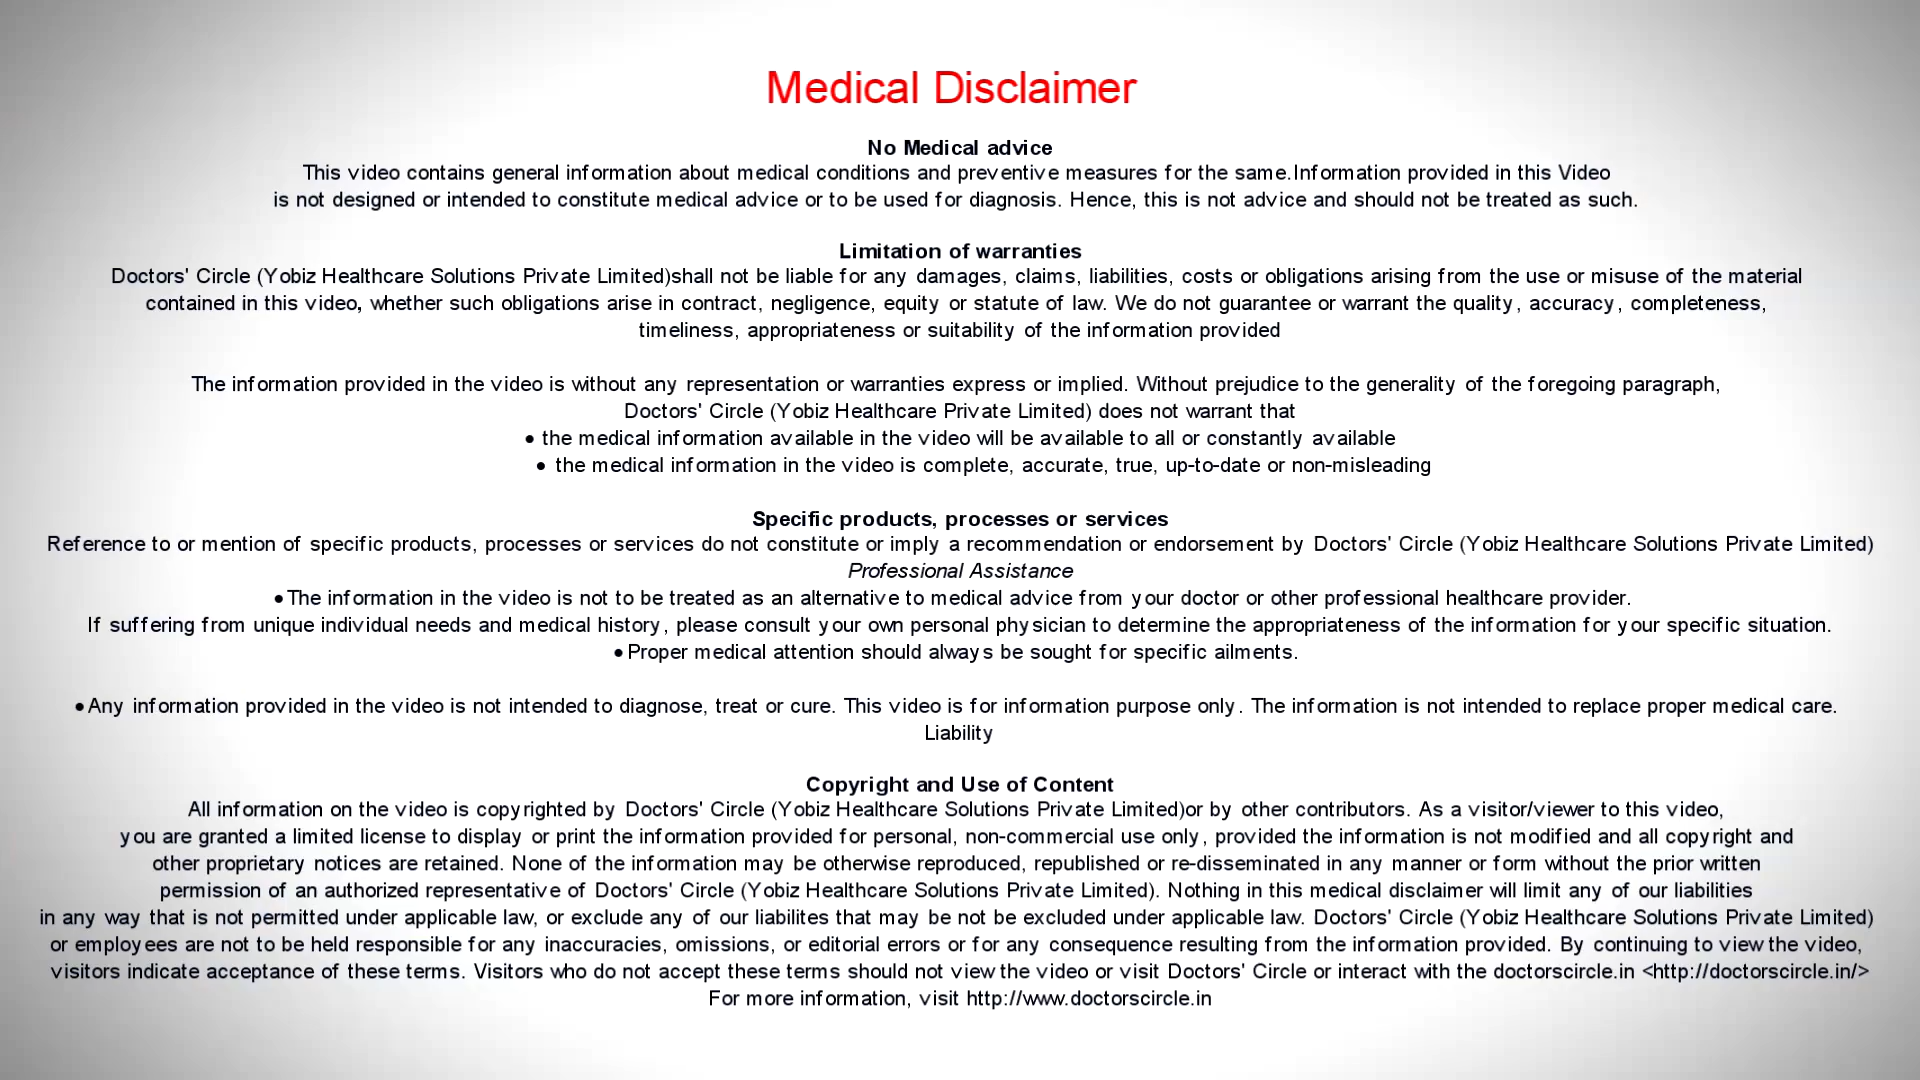 Medical Disclaimer
No Medical advice
This video contains general information about medical conditions and preventive measures for the same.Information provided in this Video
is not designed or intended to constitute medical advice or to be used for diagnosis. Hence, this is not advice and should not be treated as such.
Limitation of warranties
Doctors' Circle (Yobiz Healthcare Solutions Private Limited)shall not be liable for any damages, claims, liabilities, costs or obligations arising from the use or misuse of the material
contained in this video, whether such obligations arise in contract, negligence, equity or statute of law. We do not guarantee or warrant the quality, accuracy, completeness,
timeliness, appropriateness or suitability of the information provided
The information provided in the video is without any representation or warranties express or implied. Without prejudice to the generality of the foregoing paragraph,
Doctors' Circle (Yobiz Healthcare Private Limited) does not warrant that
• the medical information available in the video will be available to all or constantly available
• the medical information in the video is complete, accurate, true, up-to-date or non-misleading
Specific products, processes or services
Reference to or mention of specific products, processes or services do not constitute or imply a recommendation or endorsement by Doctors' Circle (Yobiz Healthcare Solutions Private Limited)
Professional Assistance
•The information in the video is not to be treated as an alternative to medical advice from your doctor or other professional healthcare provider.
If suffering from unique individual needs and medical history, please consult your own personal physician to determine the appropriateness of the information for your specific situation.
•Proper medical attention should always be sought for specific ailments.
•Any information provided in the video is not intended to diagnose, treat or cure. This video is for information purpose only. The information is not intended to replace proper medical care.
Liability
Copyright and Use of Content
All information on the video is copyrighted by Doctors' Circle (Yobiz Healthcare Solutions Private Limited)or by other contributors. As a visitor/viewer to this video,
you are granted a limited license to display or print the information provided for personal, non-commercial use only, provided the information is not modified and all copyright and
other proprietary notices are retained. None of the information may be otherwise reproduced, republished or re-disseminated in any manner or form without the prior written
permission of an authorized representative of Doctors' Circle (Yobiz Healthcare Solutions Private Limited). Nothing in this medical disclaimer will limit any of our liabilities
in any way that is not permitted under applicable law, or exclude any of our liabilites that may be not be excluded under applicable law. Doctors' Circle (Yobiz Healthcare Solutions Private Limited)
or employees are not to be held responsible for any inaccuracies, omissions, or editorial errors or for any consequence resulting from the information provided. By continuing to view the video,
visitors indicate acceptance of these terms. Visitors who do not accept these terms should not view the video or visit Doctors' Circle or interact with the doctorscircle.in <http://doctorscircle.in/>
For more information, visit http://www.doctorscircle.in